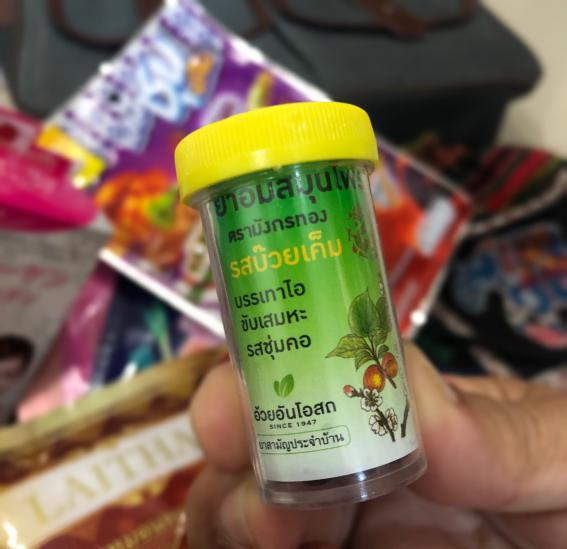 ยาอมสมุนไพร
ตรามังกรทอง
รสบ๊วยเค็ม
บรรเทาไอ
ขับเสมหะ
รสชุ่มคอ
อ้วยอันโอสถ
SINCE 1947
ยาสามัญประจำบ้าน
LAITHN